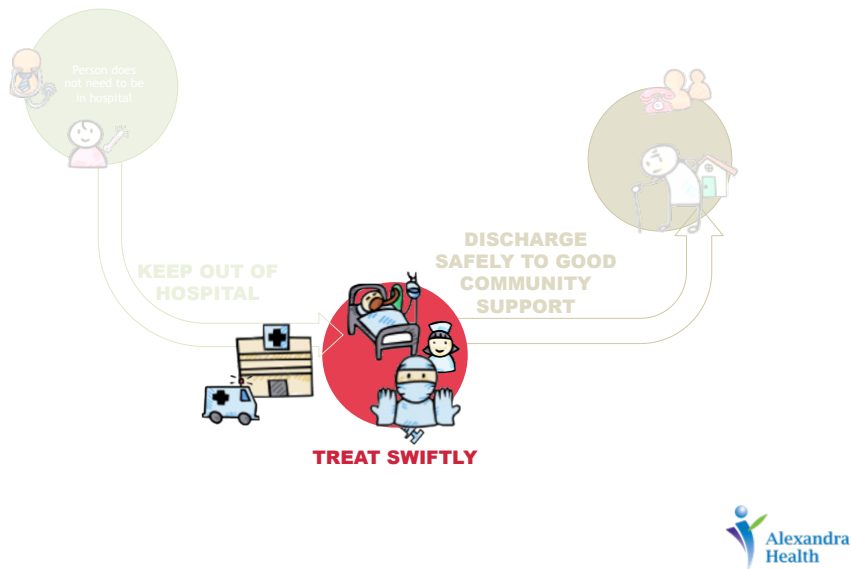 Person does
not need to be
in hospital
KEEP OUT OF
HOSPITAL
DISCHARGE
SAFELY TO GOOD
COMMUNITY
SUPPORT
TREAT SWIFTLY
Alexandra
Health